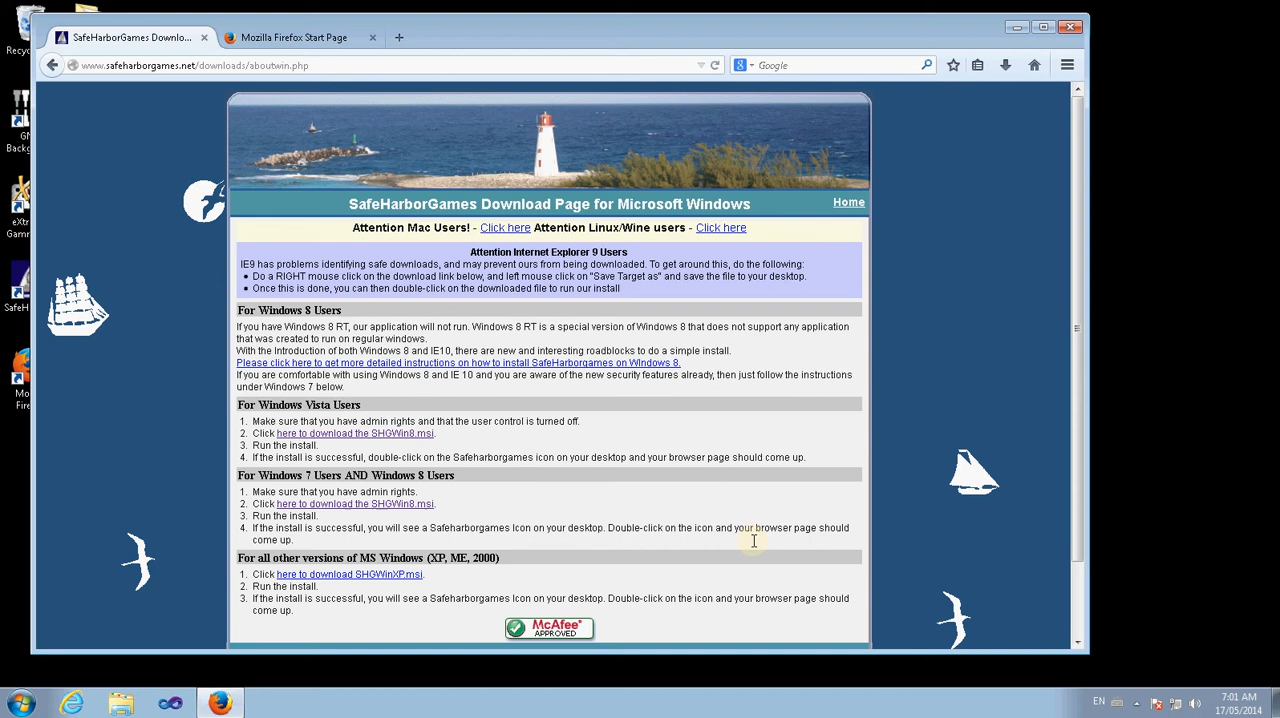 Recyc
SafeHarborGames Downlo...
Mozilla Firefox Start Page
www.safeharborgames.net/downloads/aboutwin.php
Google
GN
Backg
eXtr
Gam
SafeH
Mo
Fire
SafeHarborGames Download Page for Microsoft Windows
Home
Attention Mac Users! - Click here Attention Linux/Wine users - Click here
Attention Internet Explorer 9 Users
IE9 has problems identifying safe downloads, and may prevent ours from being downloaded. To get around this, do the following:
• Do a RIGHT mouse click on the download link below, and left mouse click on "Save Target as" and save the file to your desktop.
• Once this is done, you can then double-click on the downloaded file to run our install
For Windows 8 Users
If you have Windows 8 RT, our application will not run. Windows 8 RT is a special version of Windows 8 that does not support any application
that was created to run on regular windows.
With the Introduction of both Windows 8 and IE10, there are new and interesting roadblocks to do a simple install.
Please click here to get more detailed instructions on how to install SafeHarborgames on WIndows 8.
If you are comfortable with using Windows 8 and IE 10 and you are aware of the new security features already, then just follow the instructions
under Windows 7 below.
For Windows Vista Users
1. Make sure that you have admin rights and that the user control is turned off.
2. Click here to download the SHGWin8.msi.
3. Run the install.
4. If the install is successful, double-click on the Safeharborgames icon on your desktop and your browser page should come up.
For Windows 7 Users AND Windows 8 Users
1. Make sure that you have admin rights.
2. Click here to download the SHGWin8.msi.
3. Run the install.
4. If the install is successful, you will see a Safeharborgames Icon on your desktop. Double-click on the icon and your browser page should
come up.
For all other versions of MS Windows (XP, ME, 2000)
1. Click here to download SHGWinXP.msi.
2. Run the install.
3. If the install is successful, you will see a Safeharborgames Icon on your desktop. Double-click on the icon and your browser page should
come up.
McAfee
APPROVED
EN
7:01 AM
17/05/2014